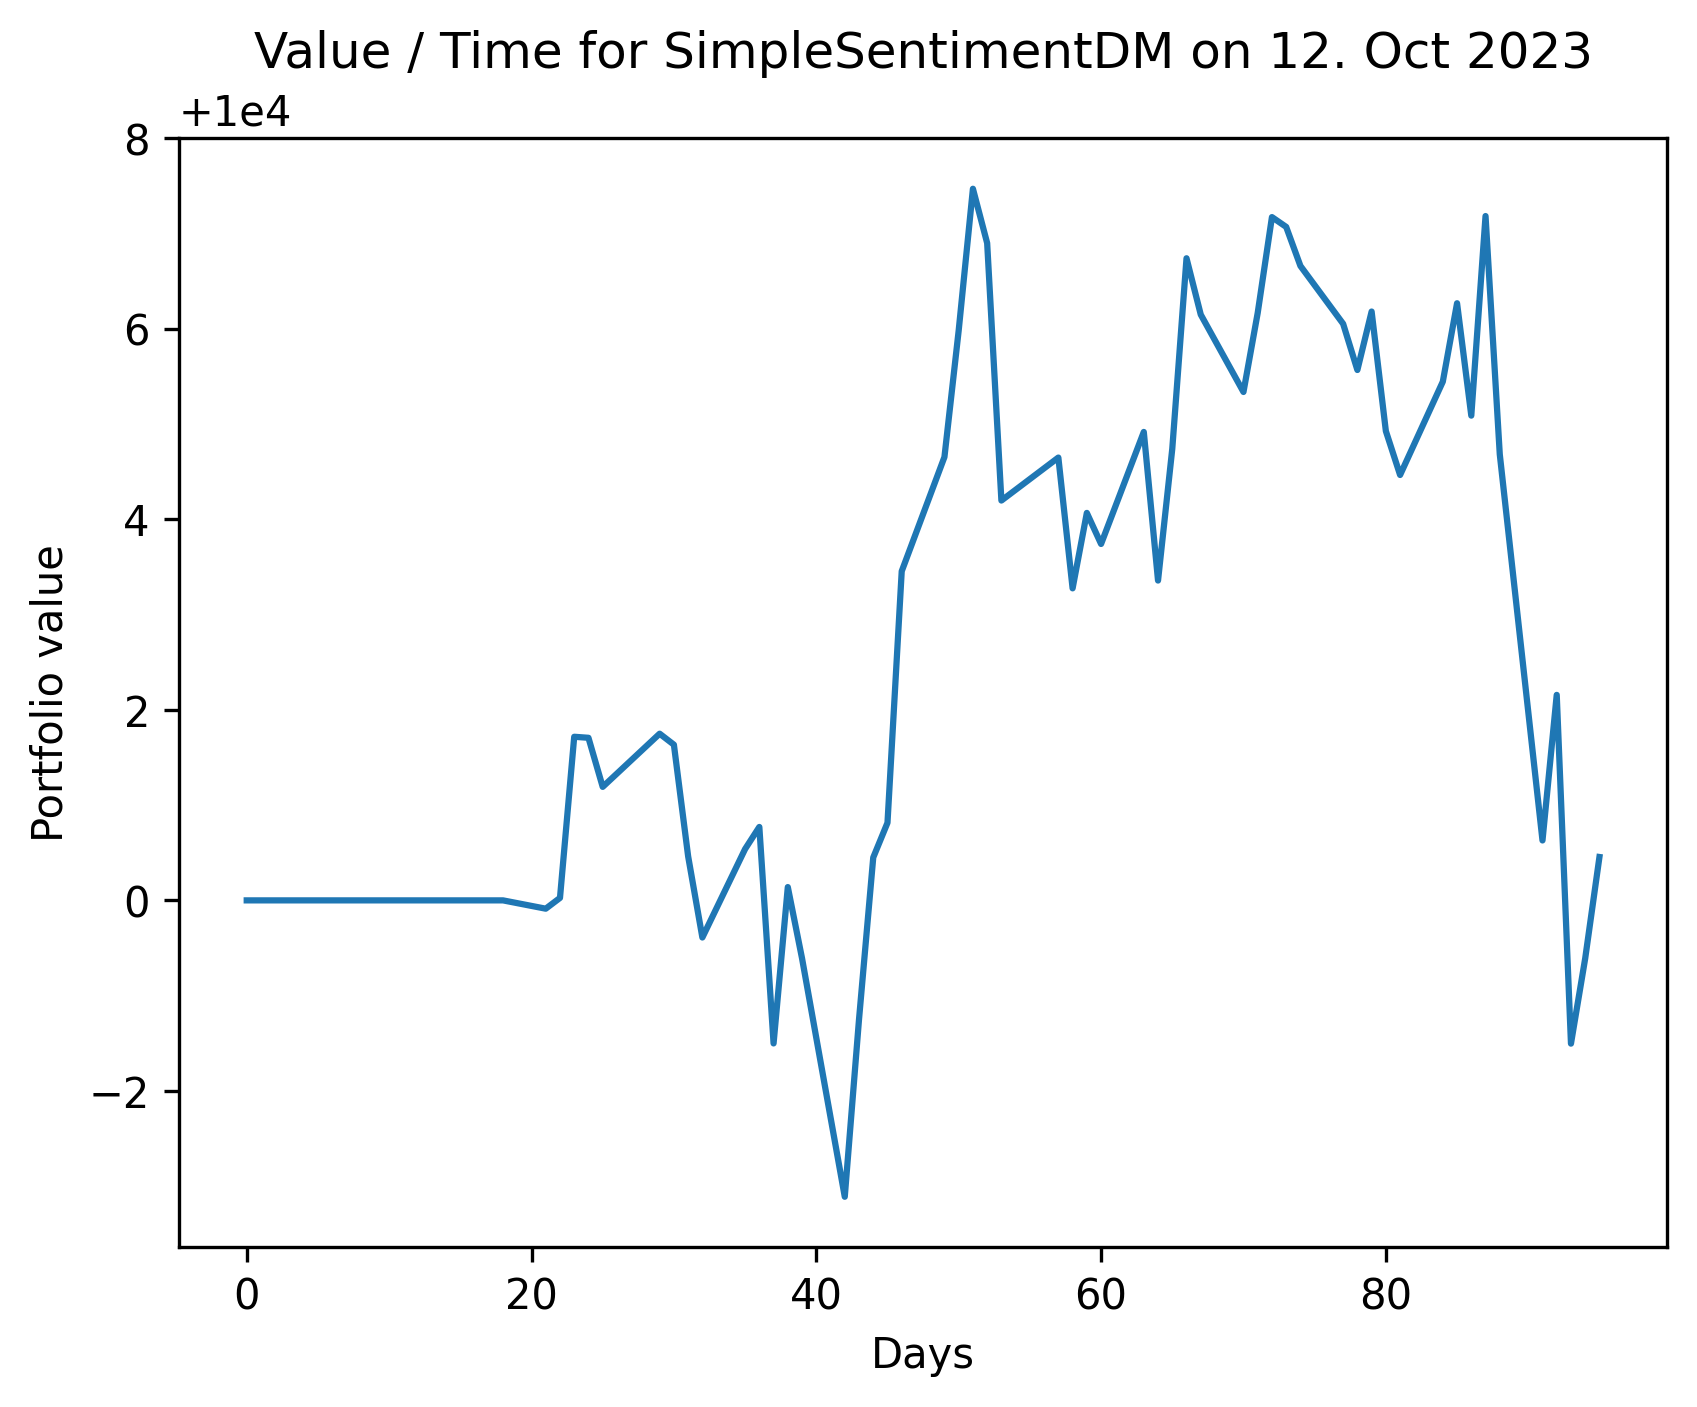 Value / Time for SimpleSentimentDM on 12. Oct 2023
+1e4
8
6
4
2
0
−2
Portfolio value
0 20 40 60 80
Days